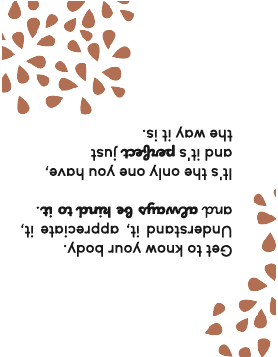 Get to know your body.
Understand it, appreciate it,
and always be kind to it.
It's the only one you have,
and it's perfect just
the way it is.